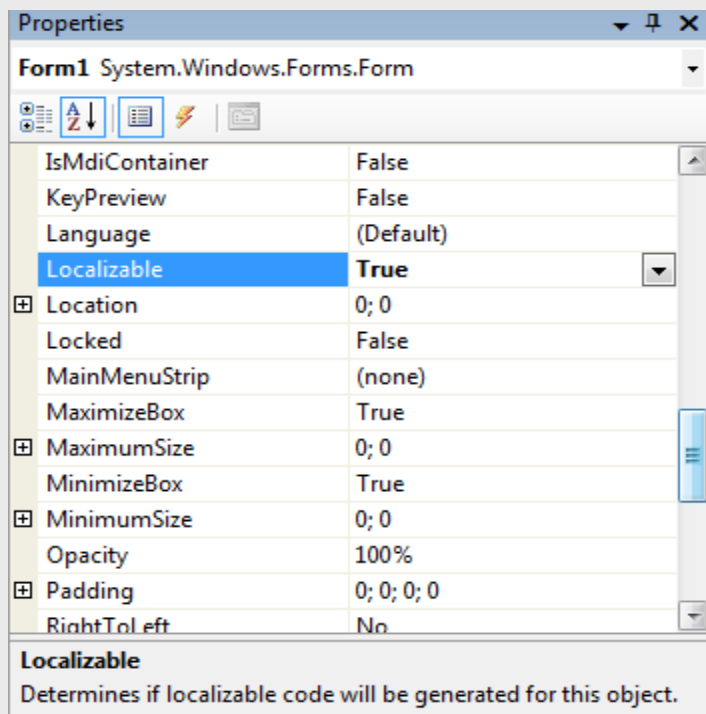 Properties
Form1 System.Windows.Forms.Form
IsMdiContainer False
KeyPreview False
Language (Default)
Localizable True
Location 0; 0
Locked False
MainMenuStrip (none)
MaximizeBox True
MaximumSize 0; 0
MinimizeBox True
MinimumSize 0; 0
Opacity 100%
Padding 0; 0; 0; 0
RightToLeft No
Localizable
Determines if localizable code will be generated for this object.